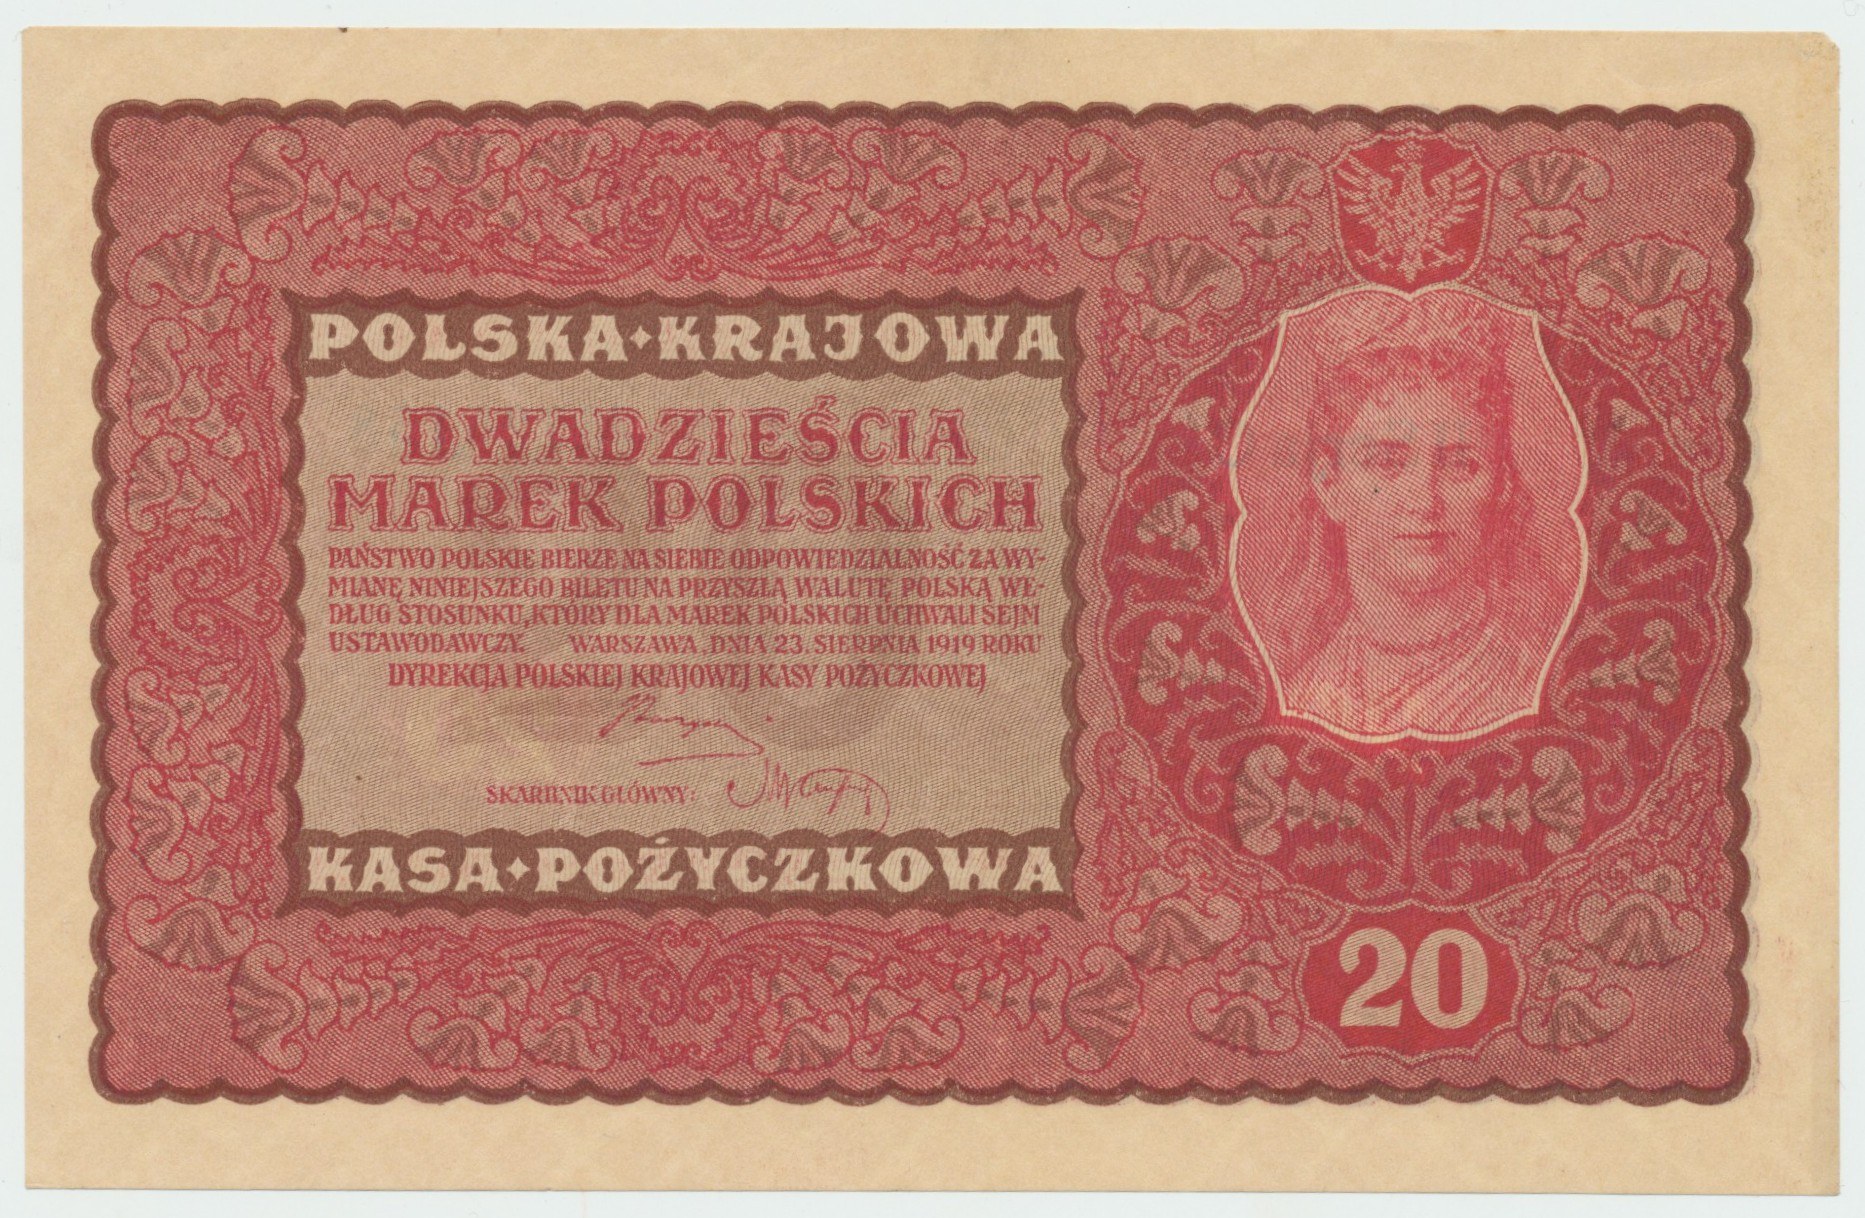 POLSKA·KRAJOWA
DWADZIEŚCIA
MAREK POLSKICH
PAŃSTWO POLSKIE BIERZE NA SIEBIE ODPOWIEDZIALNOŚĆ ZA WY-
MIANĘ NINIEJSZEGO BILETU NA PRZYSZŁĄ WALUTĘ POLSKĄ WE-
DŁUG STOSUNKU, KTÓRY DLA MAREK POLSKICH UCHWALI SEJM
USTAWODAWCZY. WARSZAWA, DNIA 23. SIERPNIA 1919 ROKU
DYREKCJA POLSKIEJ KRAJOWEJ KASY POŻYCZKOWEJ
SKARBNIK GŁÓWNY:
KASA·POŻYCZKOWA
20